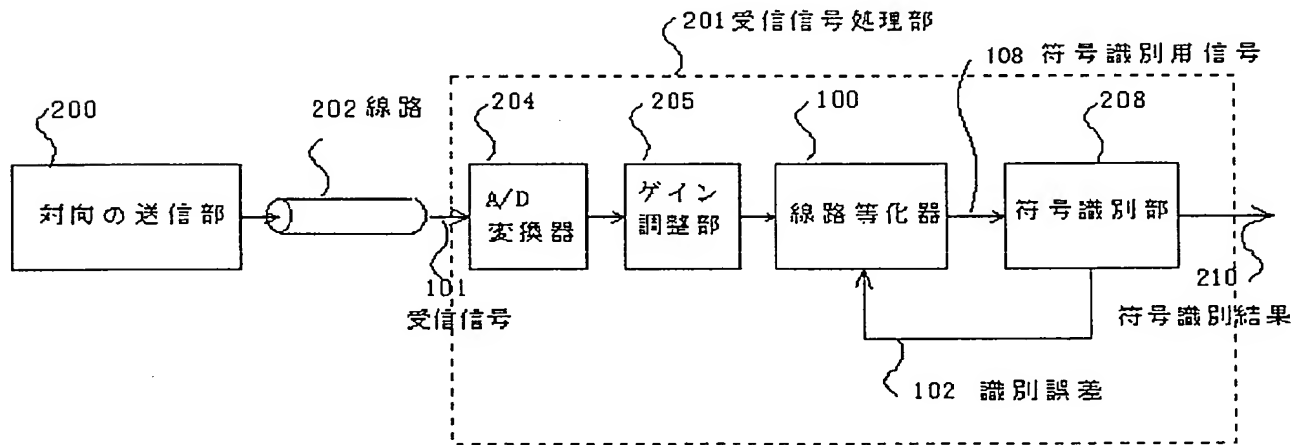 201受信信号処理部
108 符号識別用信号
200
202線路
204
205
100
208
対向の送信部
A/D
変換器
ゲイン
調整部
線路等化器
符号識別部
101
受信信号
210
符号識別結果
102 識別誤差